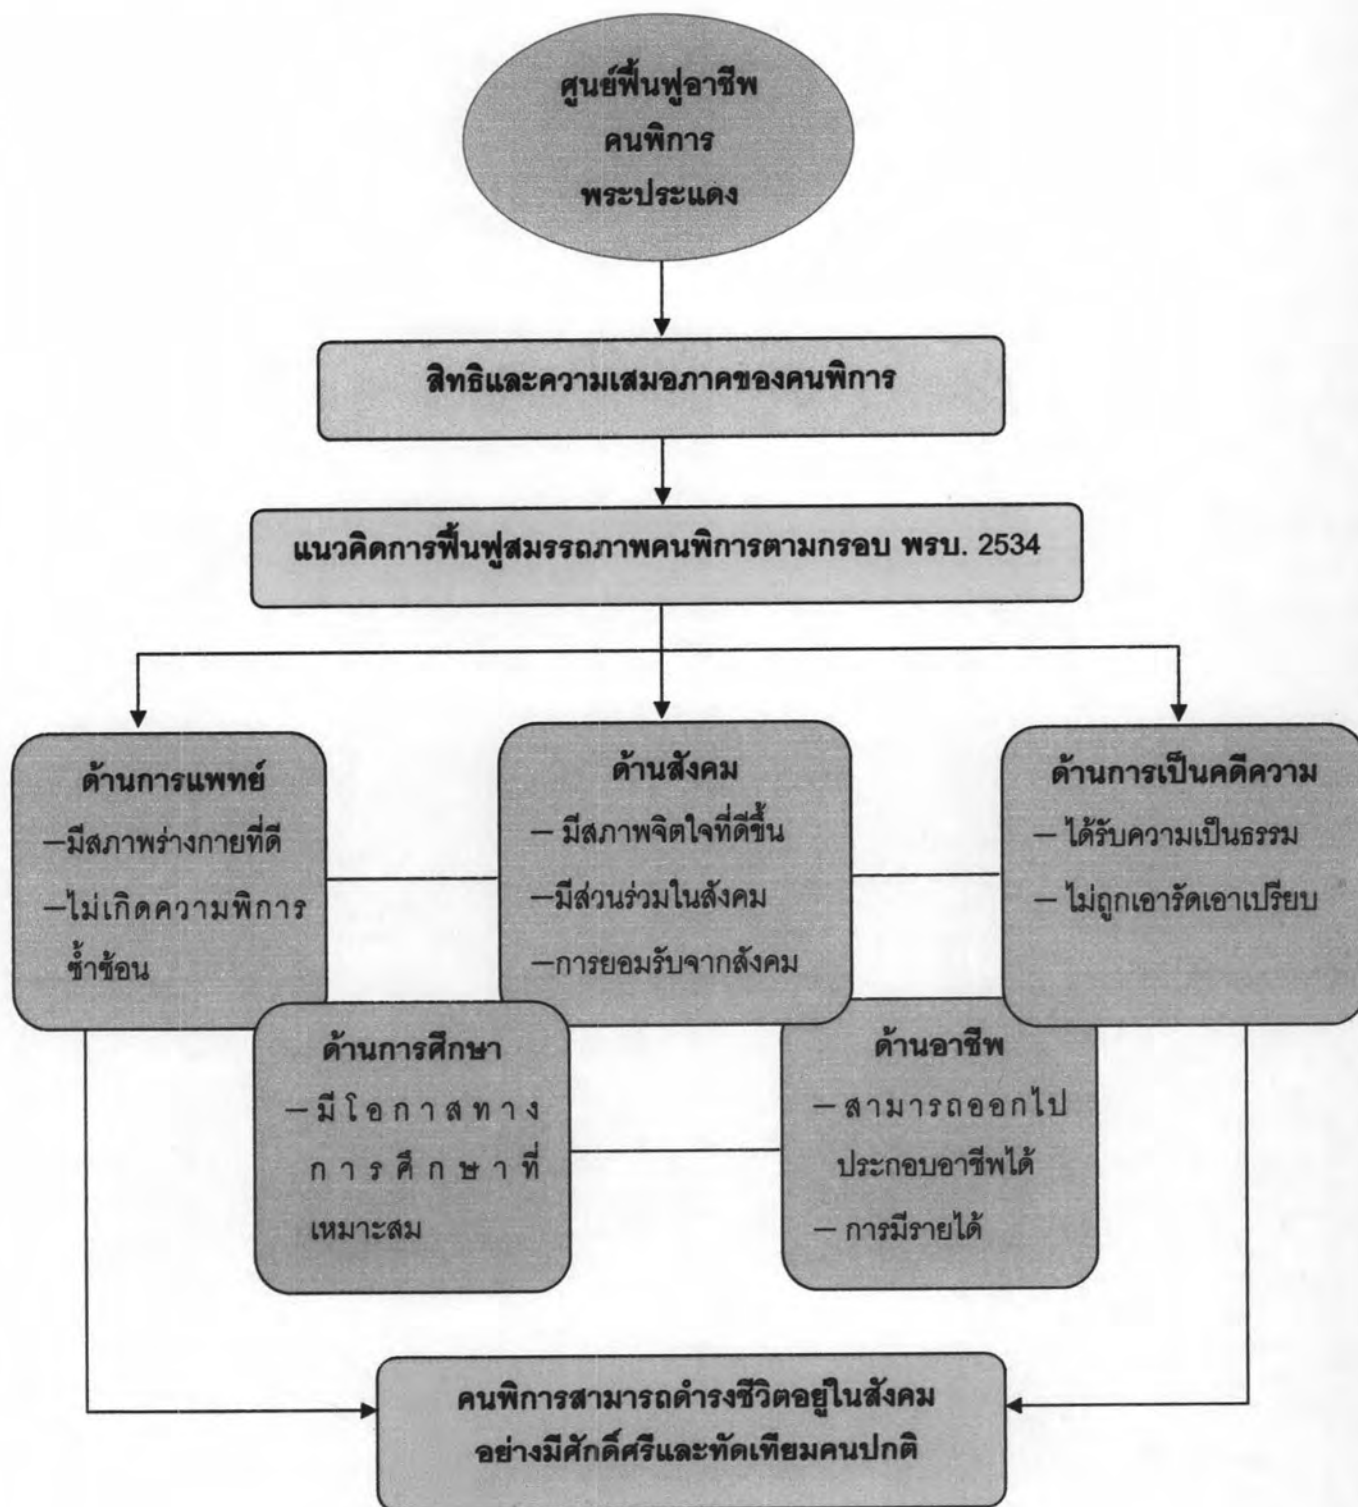 ศูนย์ฟื้นฟูอาชีพ
คนพิการ
พระประแดง
สิทธิและความเสมอภาคของคนพิการ
แนวคิดการฟื้นฟูสมรรถภาพคนพิการตามกรอบ พรบ. 2534
ด้านการแพทย์
—มีสภาพร่างกายที่ดี
—ไม่เกิดความพิการ
ซ้ำซ้อน
ด้านสังคม
— มีสภาพจิตใจที่ดีขึ้น
—มีส่วนร่วมในสังคม
—การยอมรับจากสังคม
ด้านการเป็นคดีความ
— ได้รับความเป็นธรรม
— ไม่ถูกเอารัดเอาเปรียบ
ด้านการศึกษา
—มีโอกาสทาง
การศึกษาที่
เหมาะสม
ด้านอาชีพ
—สามารถออกไป
ประกอบอาชีพได้
— การมีรายได้
คนพิการสามารถดำรงชีวิตอยู่ในสังคม
อย่างมีศักดิ์ศรีและทัดเทียมคนปกติ